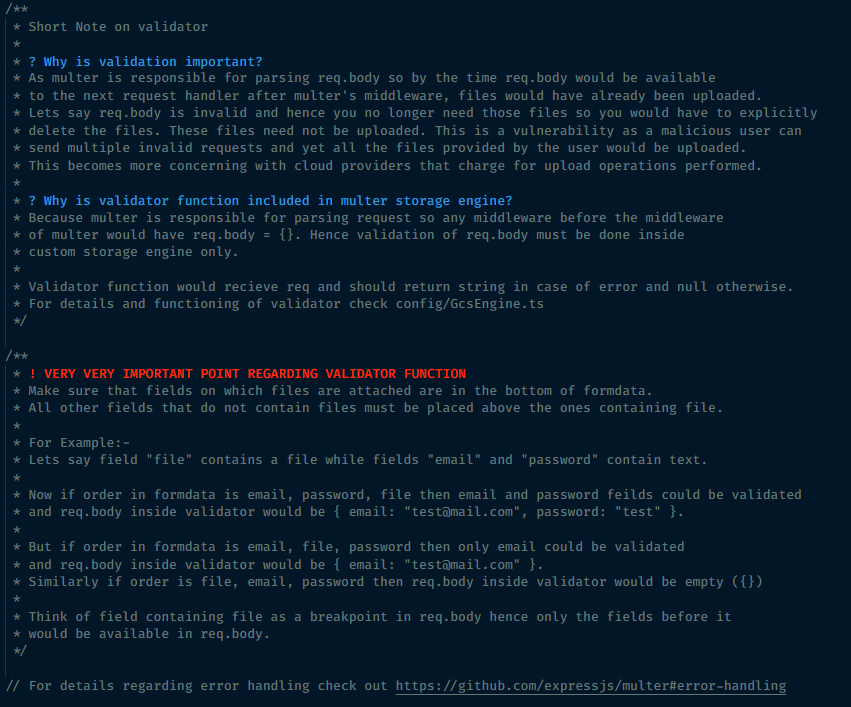 /**
* Short Note on validator
*
* ? Why is validation important?
* As multer is responsible for parsing req.body so by the time req.body would be available
* to the next request handler after multer's middleware, files would have already been uploaded.
* Lets say req.body is invalid and hence you no longer need those files so you would have to explicitly
* delete the files. These files need not be uploaded. This is a vulnerability as a malicious user can
* send multiple invalid requests and yet all the files provided by the user would be uploaded.
* This becomes more concerning with cloud providers that charge for upload operations performed.
*
* ? Why is validator function included in multer storage engine?
* Because multer is responsible for parsing request so any middleware before the middleware
* of multer would have req.body = {}. Hence validation of req.body must be done inside
* custom storage engine only.
*
* Validator function would recieve req and should return string in case of error and null otherwise.
* For details and functioning of validator check config/GcsEngine.ts
*/
/**
* ! VERY VERY IMPORTANT POINT REGARDING VALIDATOR FUNCTION
* Make sure that fields on which files are attached are in the bottom of formdata.
* All other fields that do not contain files must be placed above the ones containing file.
*
* For Example:-
* Lets say field "file" contains a file while fields "email" and "password" contain text.
*
* Now if order in formdata is email, password, file then email and password feilds could be validated
* and req.body inside validator would be { email: "test@mail.com", password: "test" }.
*
* But if order in formdata is email, file, password then only email could be validated
* and req.body inside validator would be { email: "test@mail.com" }.
* Similarly if order is file, email, password then req.body inside validator would be empty ({})
*
* Think of field containing file as a breakpoint in req.body hence only the fields before it
* would be available in req.body.
*/
// For details regarding error handling check out https://github.com/expressjs/multer#error-handling